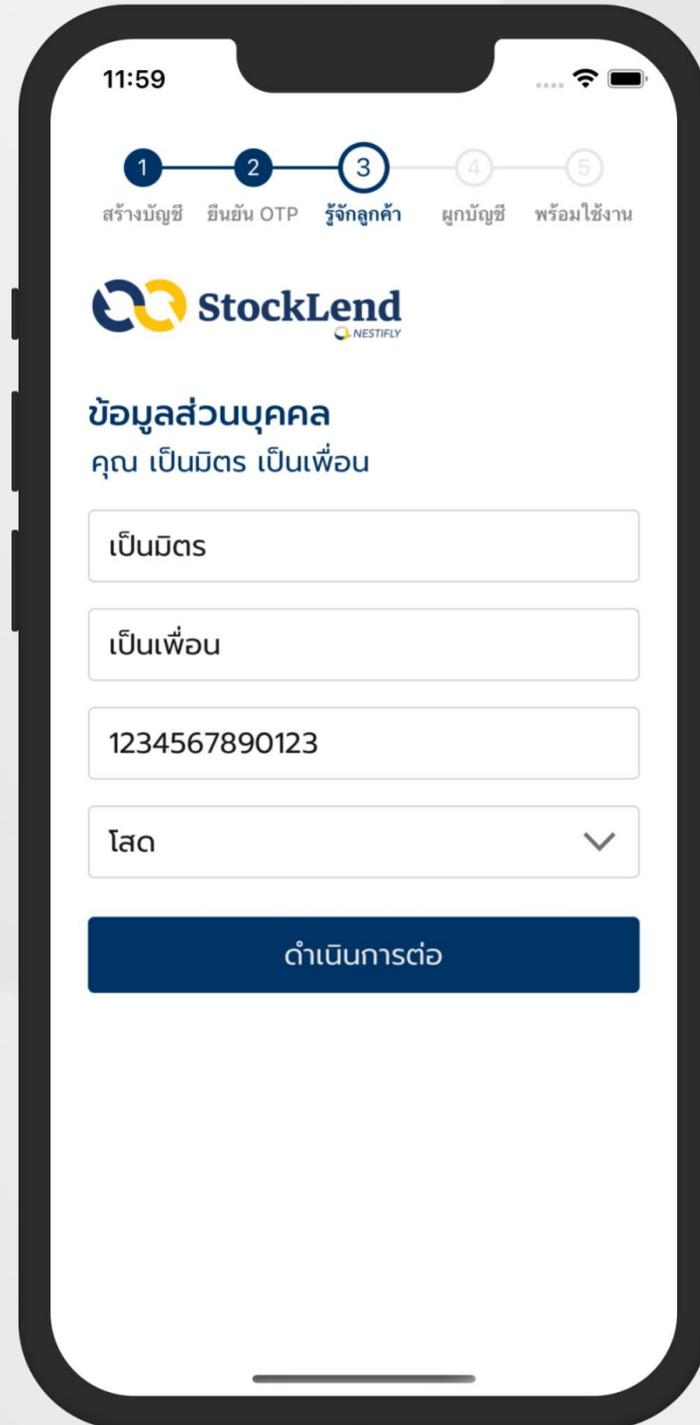 11:59
1 2 3 4 5
สร้างบัญชี ยืนยัน OTP รู้จักลูกค้า ผูกบัญชี พร้อมใช้งาน
StockLend
NESTIFLY
ข้อมูลส่วนบุคคล
คุณ เป็นมิตร เป็นเพื่อน
เป็นมิตร
เป็นเพื่อน
1234567890123
โสด
ดำเนินการต่อ